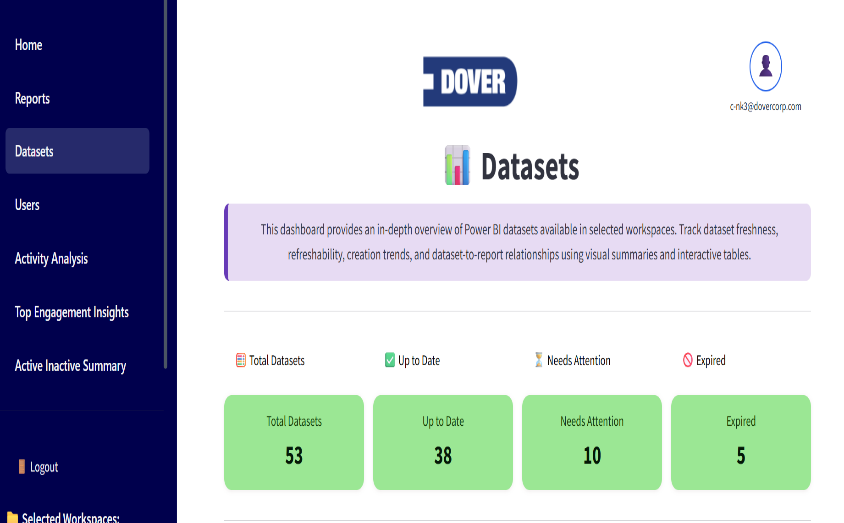 Home
Reports
Datasets
Users
Activity Analysis
Top Engagement Insights
Active Inactive Summary
Logout
Selected Workspaces:
DOVER
c-nk3@dovercorp.com
Datasets
This dashboard provides an in-depth overview of Power BI datasets available in selected workspaces. Track dataset freshness,
refreshability, creation trends, and dataset-to-report relationships using visual summaries and interactive tables.
Total Datasets
Up to Date
Needs Attention
Expired
Total Datasets
53
Up to Date
38
Needs Attention
10
Expired
5